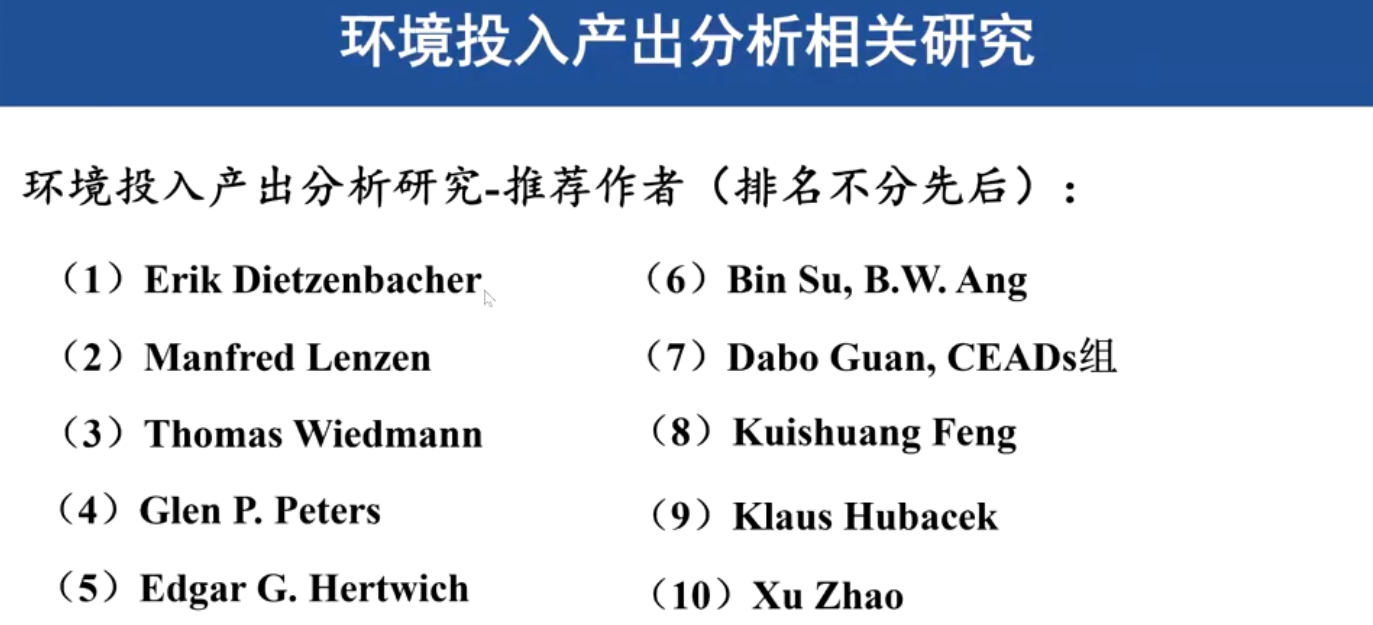 环境投入产出分析相关研究
环境投入产出分析研究-推荐作者（排名不分先后）：
（1）Erik Dietzenbacher
（2）Manfred Lenzen
（3）Thomas Wiedmann
（4）Glen P. Peters
（5）Edgar G. Hertwich
（6）Bin Su, B.W. Ang
（7）Dabo Guan, CEADs组
（8）Kuishuang Feng
（9）Klaus Hubacek
（10）Xu Zhao